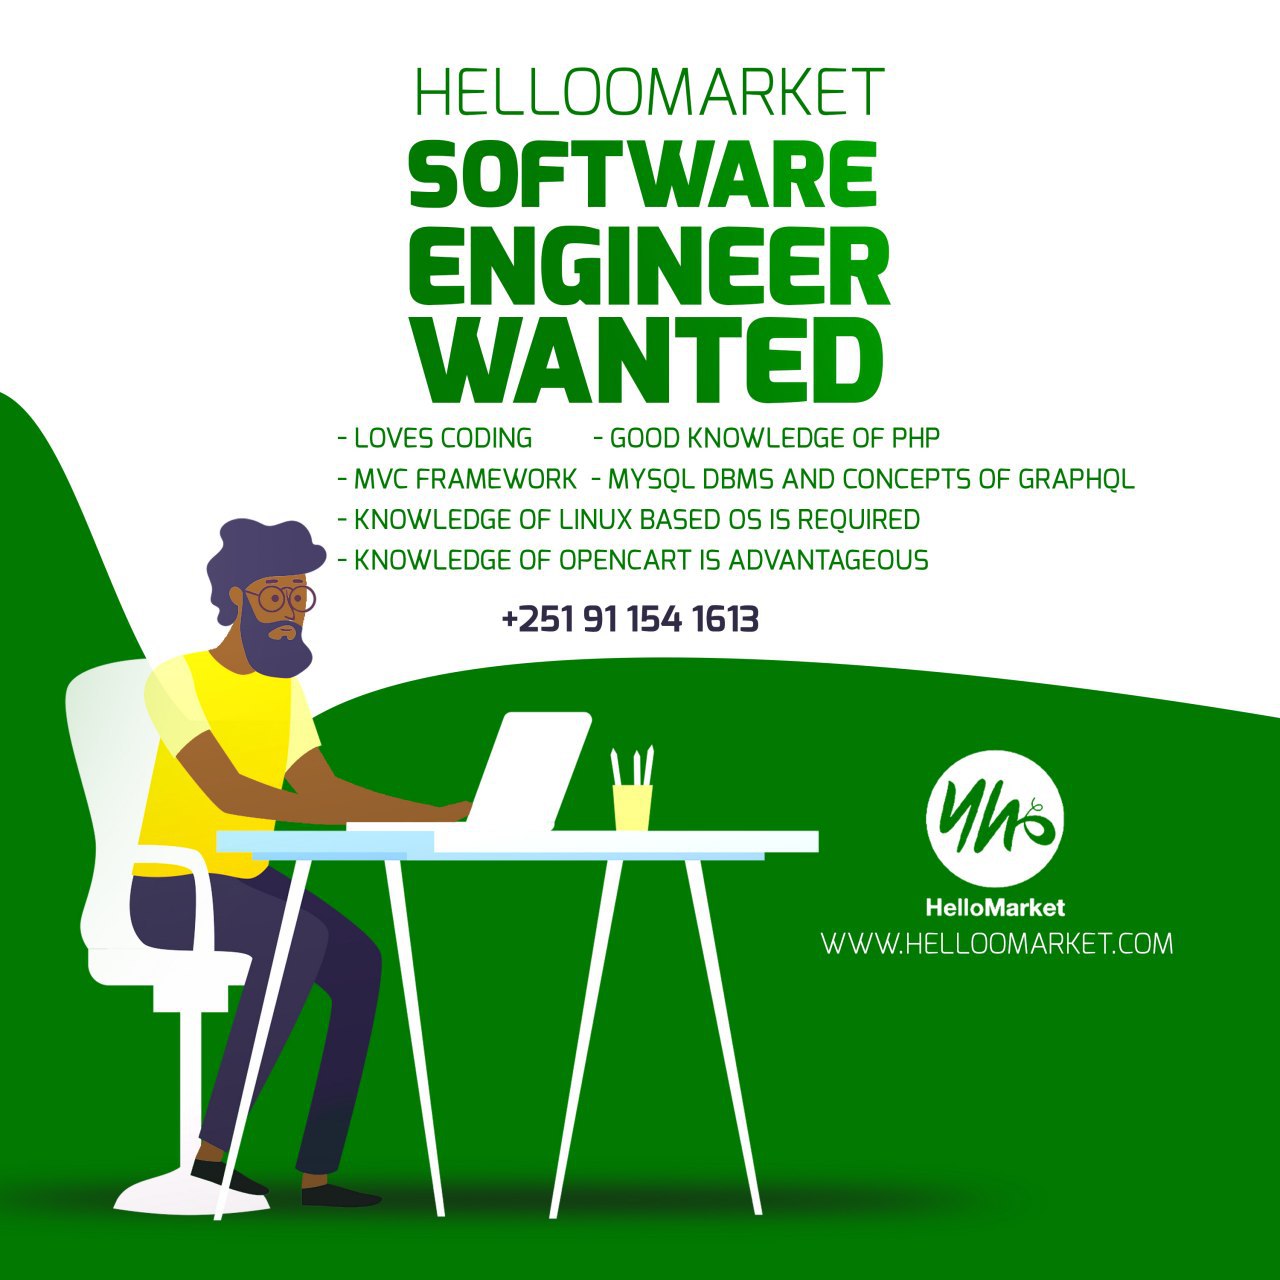 HELLOOMARKET
SOFTWARE
ENGINEER
WANTED
- LOVES CODING - GOOD KNOWLEDGE OF PHP
- MVC FRAMEWORK - MYSQL DBMS AND CONCEPTS OF GRAPHQL
- KNOWLEDGE OF LINUX BASED OS IS REQUIRED
- KNOWLEDGE OF OPENCART IS ADVANTAGEOUS
+251 91 154 1613
HelloMarket
WWW.HELLOOMARKET.COM